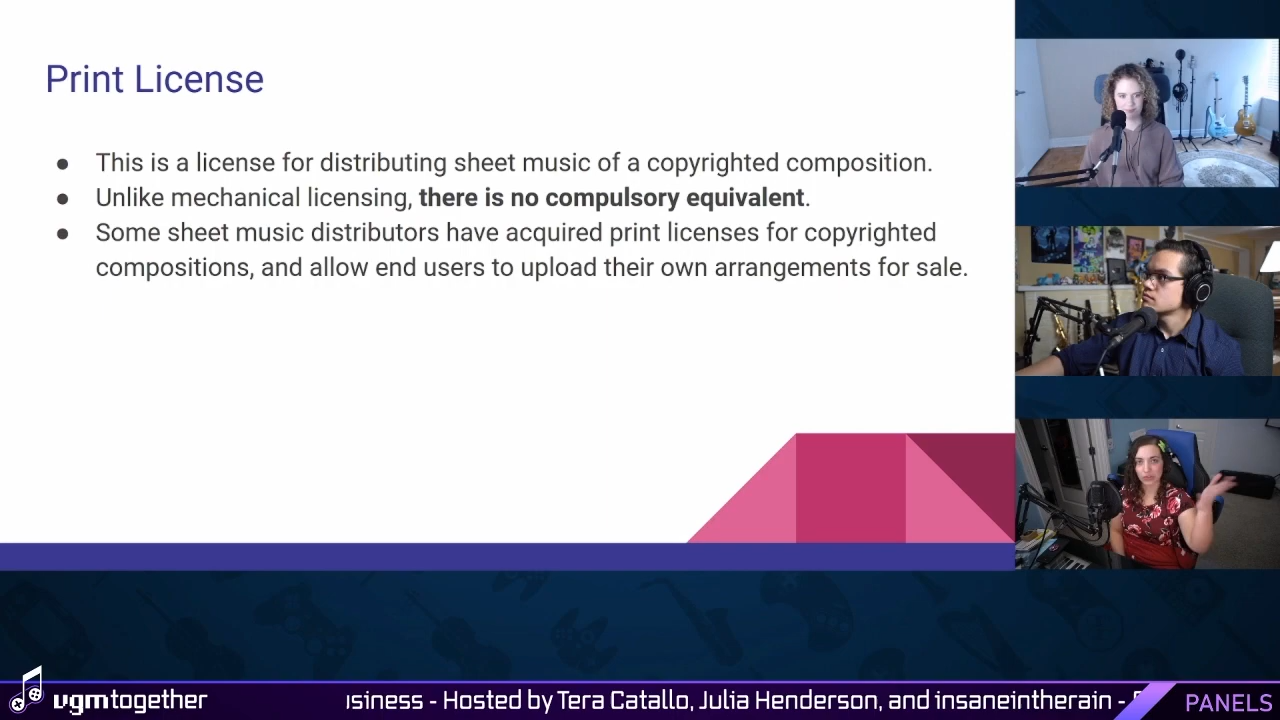 Print License
● This is a license for distributing sheet music of a copyrighted composition.
● Unlike mechanical licensing, there is no compulsory equivalent.
● Some sheet music distributors have acquired print licenses for copyrighted
compositions, and allow end users to upload their own arrangements for sale.
vgmtogether
usiness - Hosted by Tera Catallo, Julia Henderson, and insaneintherain -
PANELS